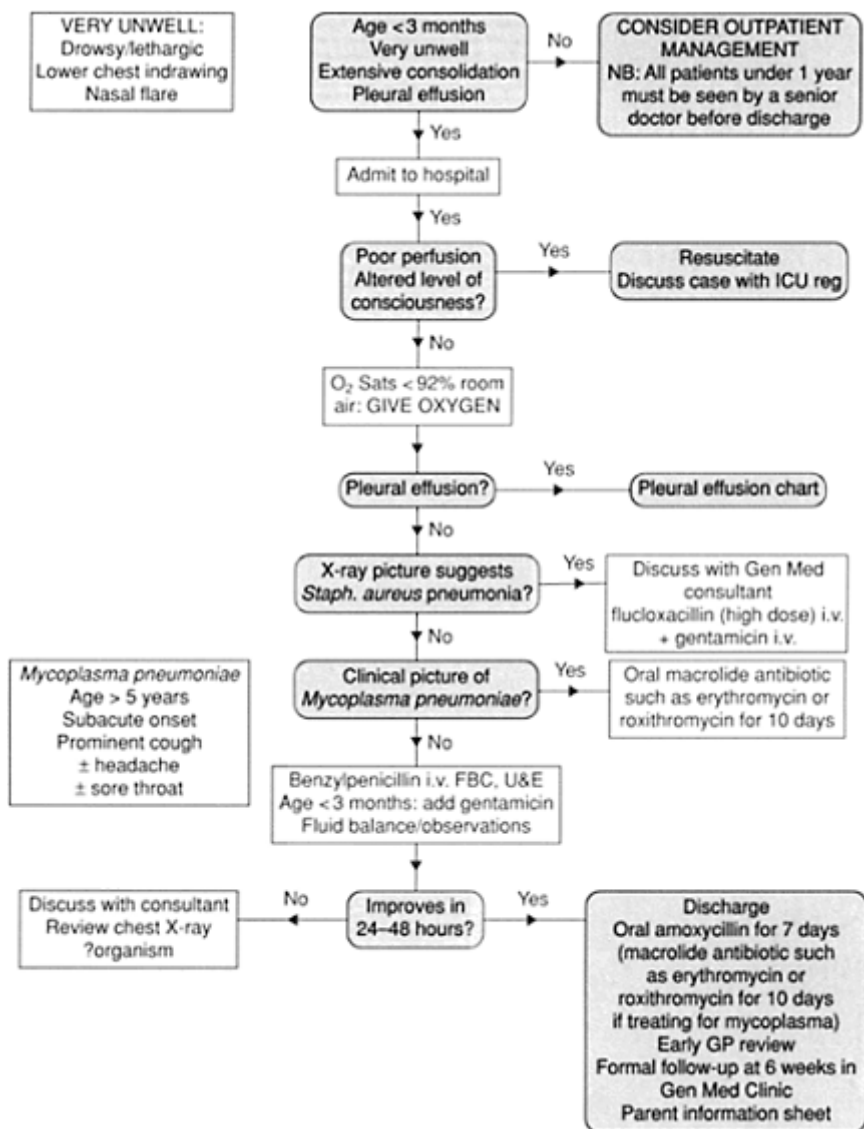 VERY UNWELL:
Drowsy/lethargic
Lower chest indrawing
Nasal flare
Age <3 months
Very unwell
Extensive consolidation
Pleural effusion
No
CONSIDER OUTPATIENT
MANAGEMENT
NB: All patients under 1 year
must be seen by a senior
doctor before discharge
Yes
Admit to hospital
Yes
Poor perfusion
Altered level of
consciousness?
Yes
Resuscitate
Discuss case with ICU reg
No
O₂ Sats <92% room
air: GIVE OXYGEN
Pleural effusion?
Yes
Pleural effusion chart
No
X-ray picture suggests
Staph. aureus pneumonia?
Yes
Discuss with Gen Med
consultant
flucloxacillin (high dose) i.v.
+ gentamicin i.v.
No
Mycoplasma pneumoniae
Age > 5 years
Subacute onset
Prominent cough
± headache
± sore throat
Clinical picture of
Mycoplasma pneumoniae?
Yes
Oral macrolide antibiotic
such as erythromycin or
roxithromycin for 10 days
No
Benzylpenicillin i.v. FBC, U&E
Age <3 months: add gentamicin
Fluid balance/observations
Discuss with consultant
Review chest X-ray
?organism
No
Improves in
24–48 hours?
Yes
Discharge
Oral amoxycillin for 7 days
(macrolide antibiotic such
as erythromycin or
roxithromycin for 10 days
if treating for mycoplasma)
Early GP review
Formal follow-up at 6 weeks in
Gen Med Clinic
Parent information sheet